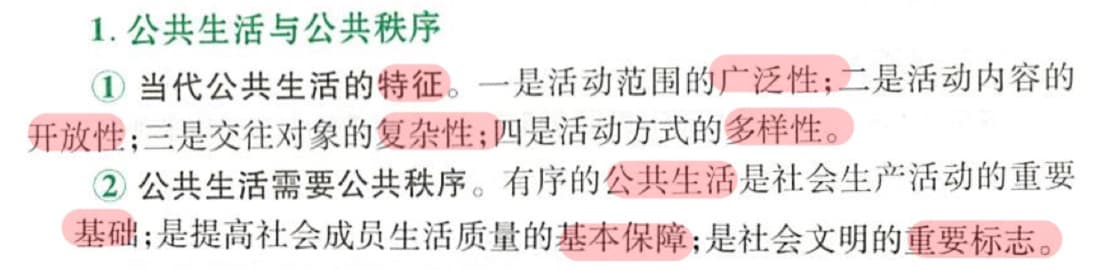 1. 公共生活与公共秩序
① 当代公共生活的特征。一是活动范围的广泛性;二是活动内容的
开放性;三是交往对象的复杂性;四是活动方式的多样性。
② 公共生活需要公共秩序。有序的公共生活是社会生产活动的重要
基础;是提高社会成员生活质量的基本保障;是社会文明的重要标志。